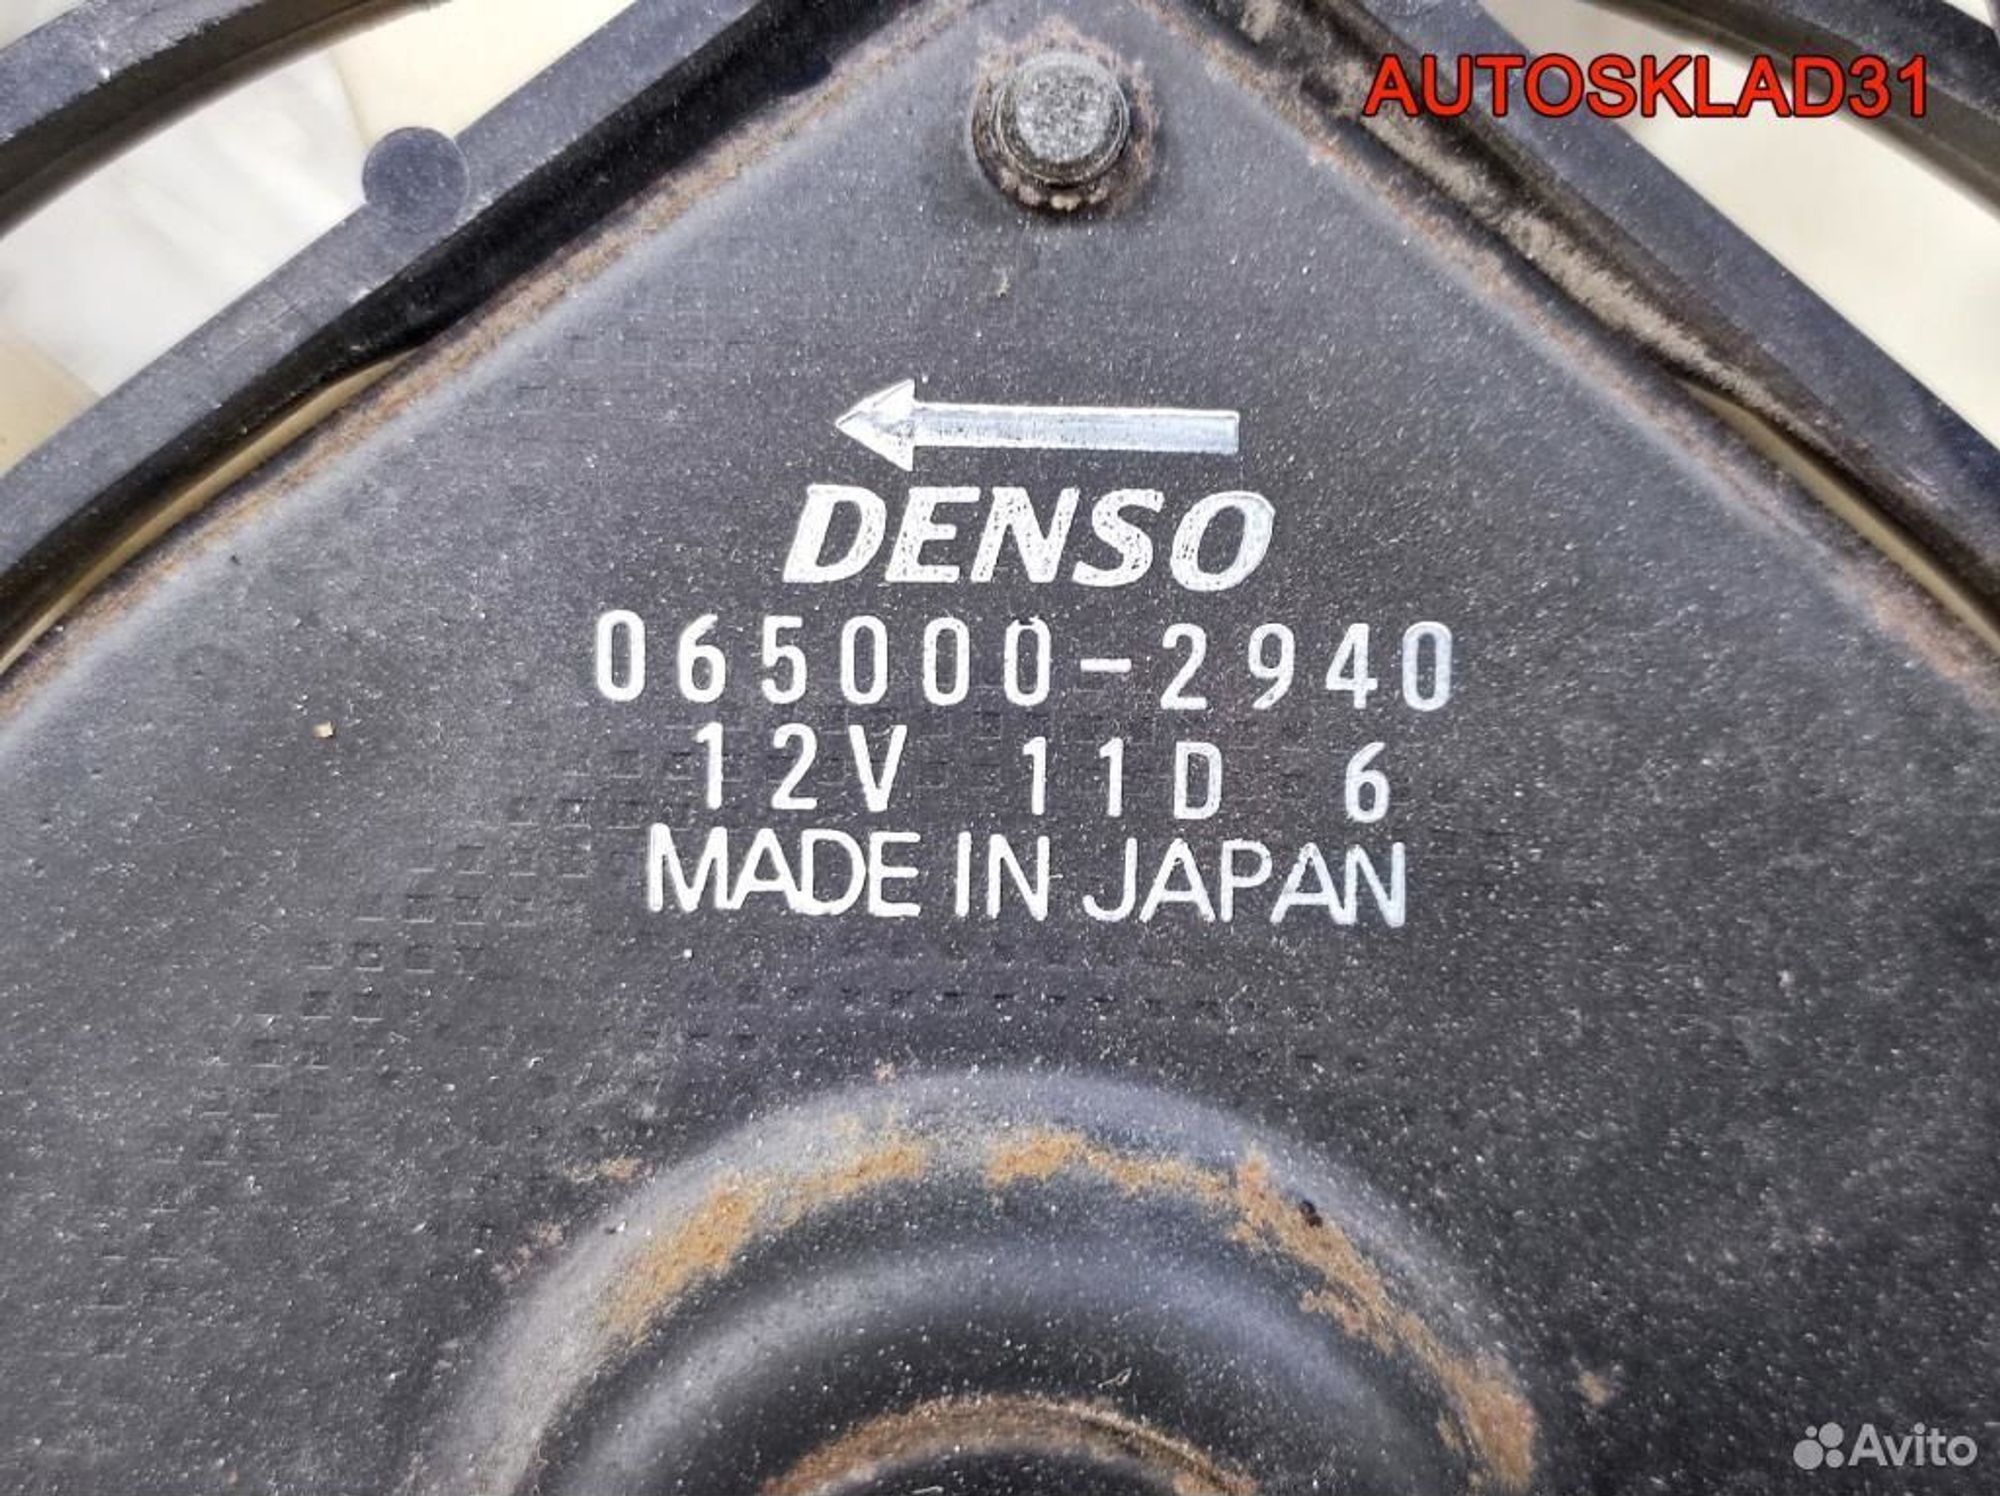 AUTOSKLAD31
DENSO
065000-2940
12V 11D 6
MADE IN JAPAN
Avito